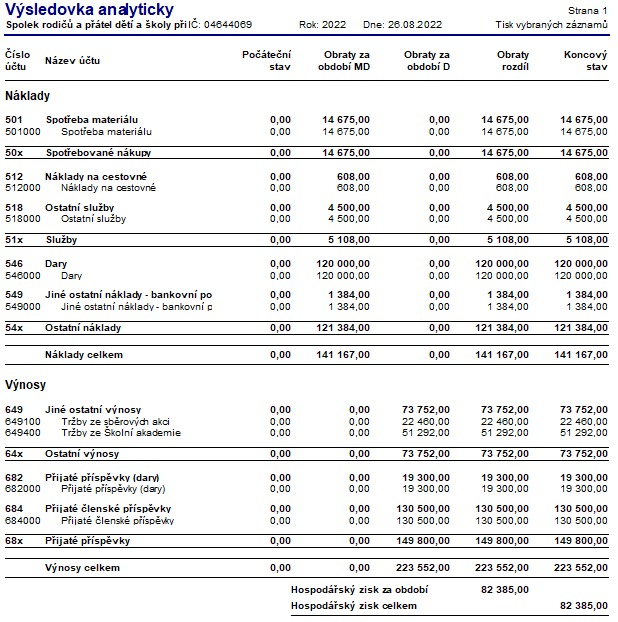 Výsledovka analyticky
Strana 1
Spolek rodičů a přátel dětí a školy při IČ: 04644069 Rok: 2022 Dne: 26.08.2022 Tisk vybraných záznamů
Číslo účtu Název účtu Počáteční stav Obraty za období MD Obraty za období D Obraty rozdíl Koncový stav
Náklady
501 Spotřeba materiálu 0,00 14 675,00 0,00 14 675,00 14 675,00
501000 Spotřeba materiálu 0,00 14 675,00 0,00 14 675,00 14 675,00
50x Spotřebované nákupy 0,00 14 675,00 0,00 14 675,00 14 675,00
512 Náklady na cestovné 0,00 608,00 0,00 608,00 608,00
512000 Náklady na cestovné 0,00 608,00 0,00 608,00 608,00
518 Ostatní služby 0,00 4 500,00 0,00 4 500,00 4 500,00
518000 Ostatní služby 0,00 4 500,00 0,00 4 500,00 4 500,00
51x Služby 0,00 5 108,00 0,00 5 108,00 5 108,00
546 Dary 0,00 120 000,00 0,00 120 000,00 120 000,00
546000 Dary 0,00 120 000,00 0,00 120 000,00 120 000,00
549 Jiné ostatní náklady - bankovní po 0,00 1 384,00 0,00 1 384,00 1 384,00
549000 Jiné ostatní náklady - bankovní p 0,00 1 384,00 0,00 1 384,00 1 384,00
54x Ostatní náklady 0,00 121 384,00 0,00 121 384,00 121 384,00
Náklady celkem 0,00 141 167,00 0,00 141 167,00 141 167,00
Výnosy
649 Jiné ostatní výnosy 0,00 0,00 73 752,00 73 752,00 73 752,00
649100 Tržby ze sběrových akci 0,00 0,00 22 460,00 22 460,00 22 460,00
649400 Tržby ze Školní akademie 0,00 0,00 51 292,00 51 292,00 51 292,00
64x Ostatní výnosy 0,00 0,00 73 752,00 73 752,00 73 752,00
682 Přijaté příspěvky (dary) 0,00 0,00 19 300,00 19 300,00 19 300,00
682000 Přijaté příspěvky (dary) 0,00 0,00 19 300,00 19 300,00 19 300,00
684 Přijaté členské příspěvky 0,00 0,00 130 500,00 130 500,00 130 500,00
684000 Přijaté členské příspěvky 0,00 0,00 130 500,00 130 500,00 130 500,00
68x Přijaté příspěvky 0,00 0,00 149 800,00 149 800,00 149 800,00
Výnosy celkem 0,00 0,00 223 552,00 223 552,00 223 552,00
Hospodářský zisk za období 82 385,00
Hospodářský zisk celkem 82 385,00